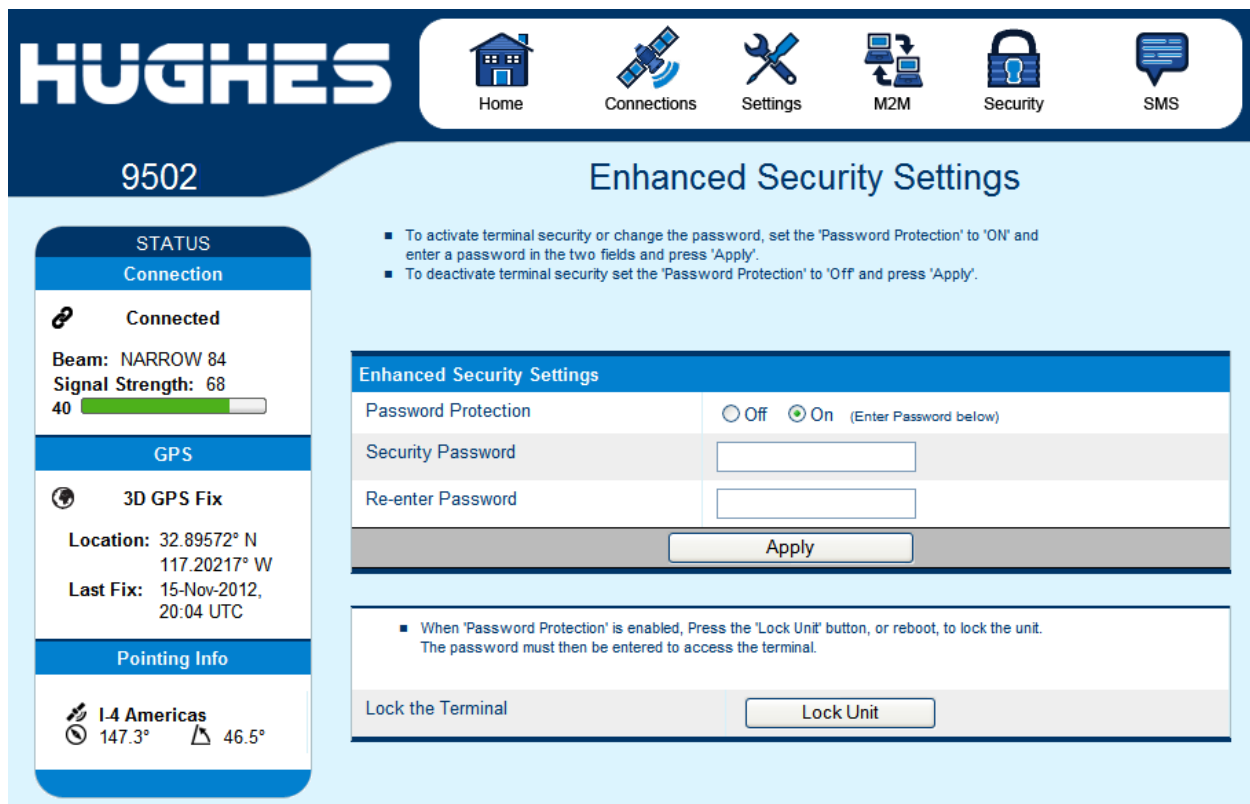 HUGHES
Home
Connections
Settings
M2M
Security
SMS
9502
Enhanced Security Settings
STATUS
Connection
Connected
Beam: NARROW 84
Signal Strength: 68
40
GPS
3D GPS Fix
Location: 32.89572° N
117.20217° W
Last Fix: 15-Nov-2012,
20:04 UTC
Pointing Info
I-4 Americas
147.3° 46.5°
To activate terminal security or change the password, set the 'Password Protection' to 'ON' and
enter a password in the two fields and press 'Apply'.
To deactivate terminal security set the 'Password Protection' to 'Off' and press 'Apply'.
Enhanced Security Settings
Password Protection Off On (Enter Password below)
Security Password
Re-enter Password
Apply
When 'Password Protection' is enabled, Press the 'Lock Unit' button, or reboot, to lock the unit.
The password must then be entered to access the terminal.
Lock the Terminal Lock Unit